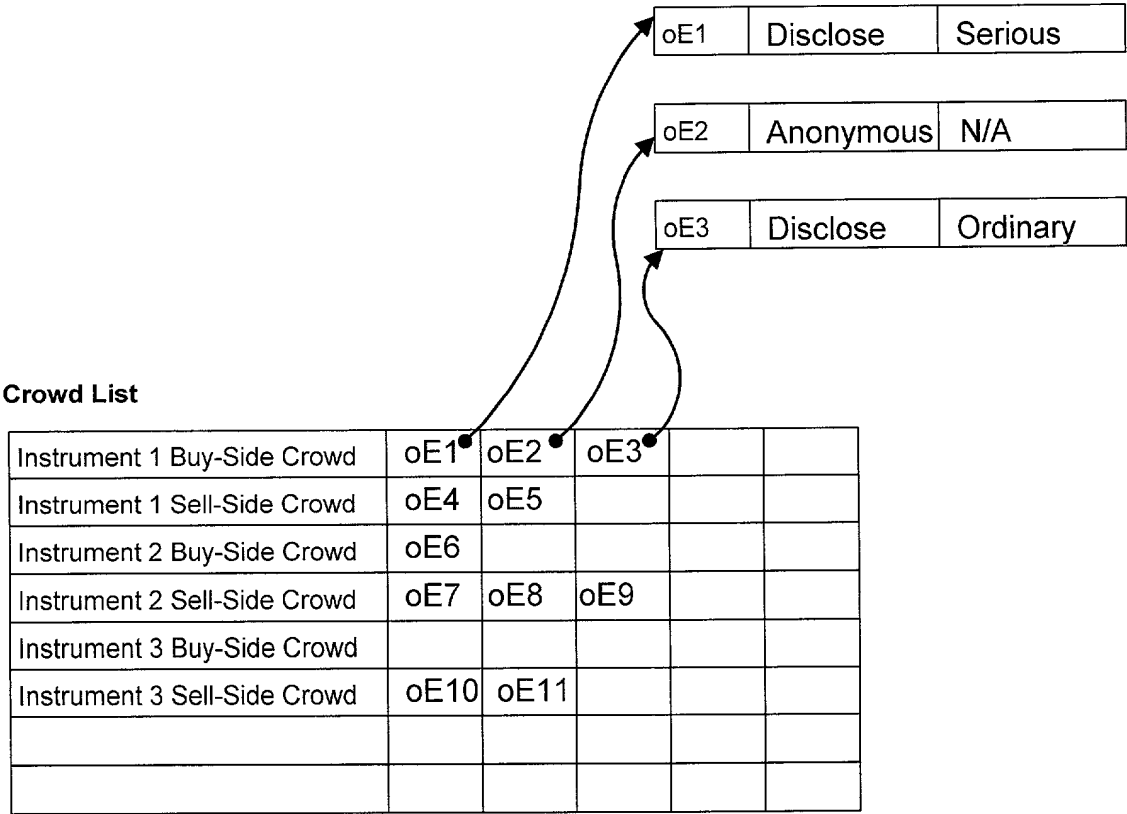 oE1 Disclose Serious
oE2 Anonymous N/A
oE3 Disclose Ordinary
Crowd List
Instrument 1 Buy-Side Crowd oE1 oE2 oE3
Instrument 1 Sell-Side Crowd oE4 oE5
Instrument 2 Buy-Side Crowd oE6
Instrument 2 Sell-Side Crowd oE7 oE8 oE9
Instrument 3 Buy-Side Crowd
Instrument 3 Sell-Side Crowd oE10 oE11